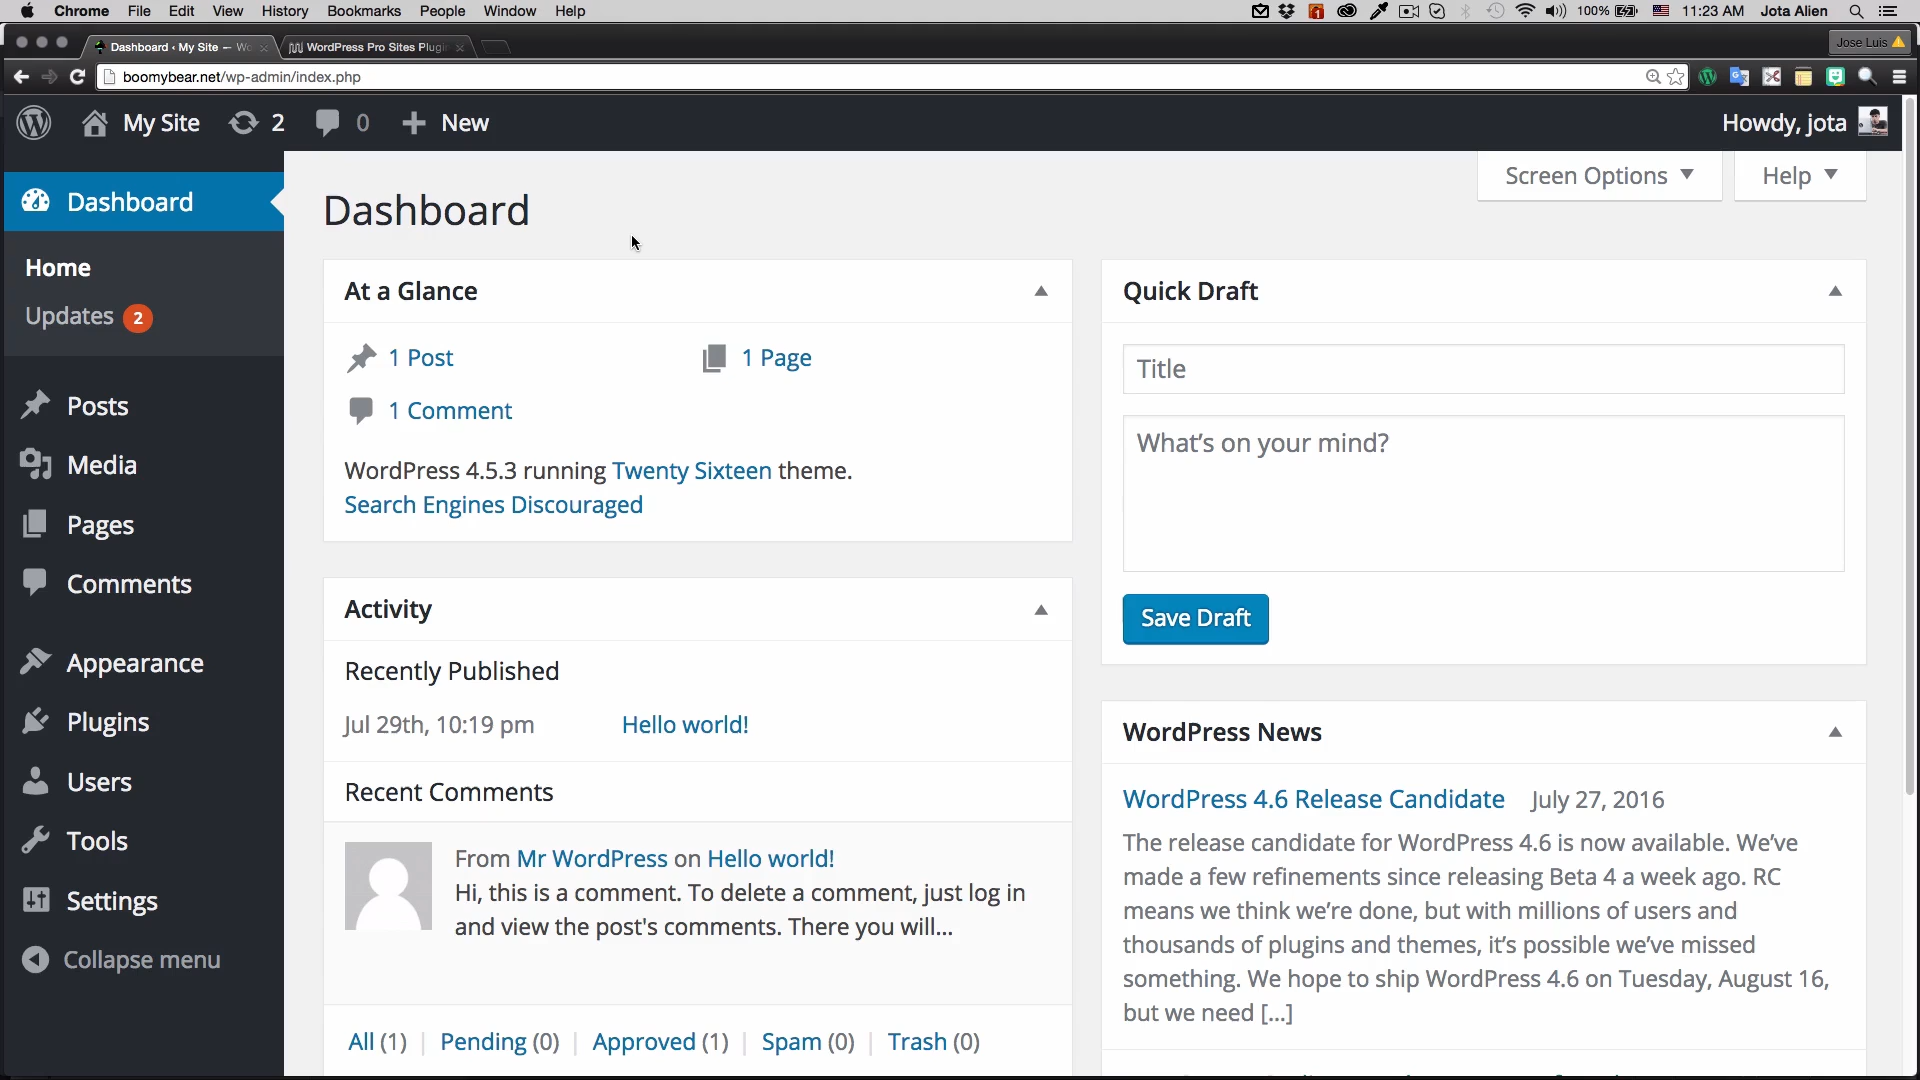 Chrome File Edit View History Bookmarks People Window Help
1 100% 11:23 AM Jota Alien
Dashboard ‹ My Site — Wo
WordPress Pro Sites Plugi
Jose Luis
boomybear.net/wp-admin/index.php
My Site 2 0 New
Howdy, jota
Dashboard
Home
Updates 2
Posts
Media
Pages
Comments
Appearance
Plugins
Users
Tools
Settings
Collapse menu
Screen Options Help
Dashboard
At a Glance
1 Post 1 Page
1 Comment
WordPress 4.5.3 running Twenty Sixteen theme.
Search Engines Discouraged
Activity
Recently Published
Jul 29th, 10:19 pm Hello world!
Recent Comments
From Mr WordPress on Hello world!
Hi, this is a comment. To delete a comment, just log in
and view the post's comments. There you will...
All (1) | Pending (0) | Approved (1) | Spam (0) | Trash (0)
Quick Draft
Title
What’s on your mind?
Save Draft
WordPress News
WordPress 4.6 Release Candidate July 27, 2016
The release candidate for WordPress 4.6 is now available. We’ve
made a few refinements since releasing Beta 4 a week ago. RC
means we think we’re done, but with millions of users and
thousands of plugins and themes, it’s possible we’ve missed
something. We hope to ship WordPress 4.6 on Tuesday, August 16,
but we need […]